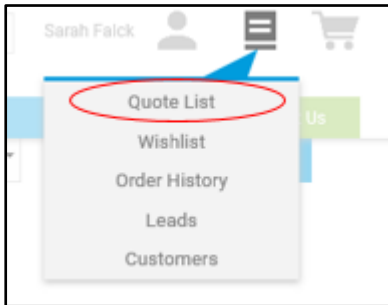 Sarah Falck
Quote List
Us
Wishlist
Order History
Leads
Customers